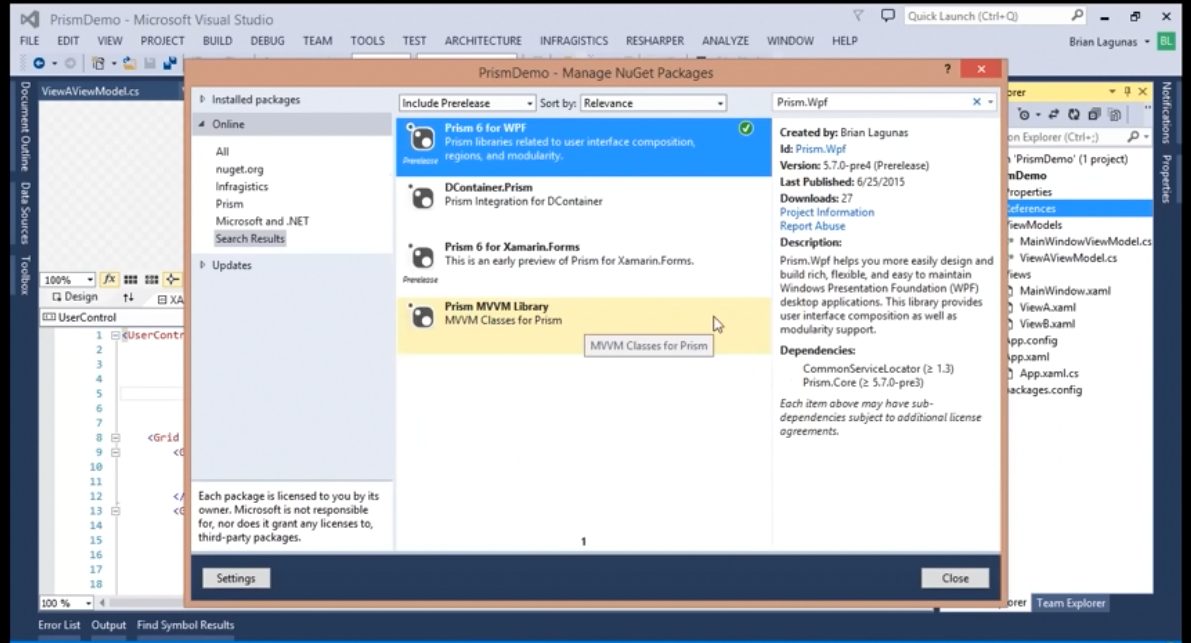 PrismDemo - Microsoft Visual Studio
Quick Launch (Ctrl+Q)
FILE EDIT VIEW PROJECT BUILD DEBUG TEAM TOOLS TEST ARCHITECTURE INFRAGISTICS RESHARPER ANALYZE WINDOW HELP
Brian Lagunas BL
Document Outline
Data Sources
Toolbox
ViewAViewModel.cs
100%
fx
Design
XA
UserControl
1 <UserContr
2
3
4
5
6
7
8 <Grid
9 <G
10
11
12 </
13 <G
14
15
16
17
18
100 %
Error List Output Find Symbol Results
PrismDemo - Manage NuGet Packages
?
Installed packages
Online
All
nuget.org
Infragistics
Prism
Microsoft and .NET
Search Results
Updates
Each package is licensed to you by its
owner. Microsoft is not responsible
for, nor does it grant any licenses to,
third-party packages.
Settings
Include Prerelease Sort by: Relevance
Prism 6 for WPF
Prism libraries related to user interface composition,
regions, and modularity.
Prerelease
DContainer.Prism
Prism Integration for DContainer
Prism 6 for Xamarin.Forms
This is an early preview of Prism for Xamarin.Forms.
Prerelease
Prism MVVM Library
MVVM Classes for Prism
MVVM Classes for Prism
1
Prism.Wpf
Created by: Brian Lagunas
Id: Prism.Wpf
Version: 5.7.0-pre4 (Prerelease)
Last Published: 6/25/2015
Downloads: 27
Project Information
Report Abuse
Description:
Prism.Wpf helps you more easily design and
build rich, flexible, and easy to maintain
Windows Presentation Foundation (WPF)
desktop applications. This library provides
user interface composition as well as
modularity support.
Dependencies:
CommonServiceLocator (≥ 1.3)
Prism.Core (≥ 5.7.0-pre3)
Each item above may have sub-
dependencies subject to additional license
agreements.
Close
orer
on Explorer (Ctrl+;)
'PrismDemo' (1 project)
mDemo
roperties
eferences
iewModels
MainWindowViewModel.cs
ViewAViewModel.cs
iews
MainWindow.xaml
ViewA.xaml
ViewB.xaml
pp.config
pp.xaml
App.xaml.cs
ackages.config
orer Team Explorer
Notifications
Properties